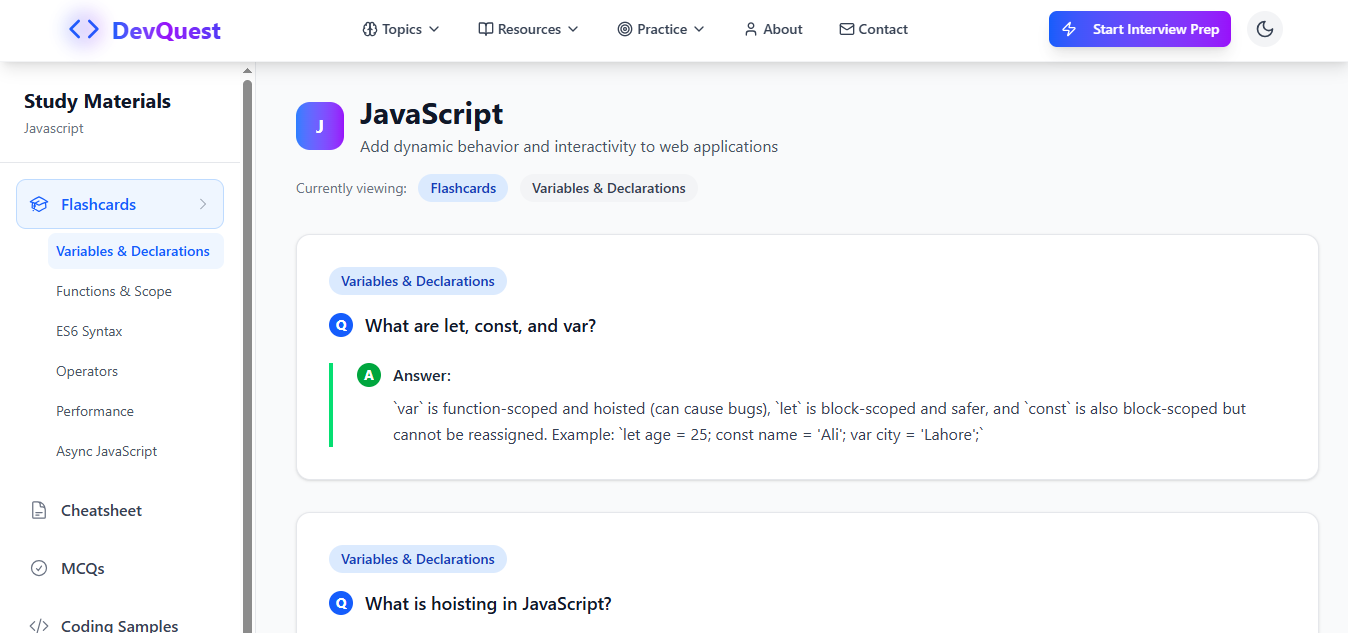 DevQuest
Topics
Resources
Practice
About
Contact
Start Interview Prep
Study Materials
Javascript
Flashcards
Variables & Declarations
Functions & Scope
ES6 Syntax
Operators
Performance
Async JavaScript
Cheatsheet
MCQs
Coding Samples
J
JavaScript
Add dynamic behavior and interactivity to web applications
Currently viewing: Flashcards Variables & Declarations
Variables & Declarations
Q What are let, const, and var?
A Answer:
`var` is function-scoped and hoisted (can cause bugs), `let` is block-scoped and safer, and `const` is also block-scoped but
cannot be reassigned. Example: `let age = 25; const name = 'Ali'; var city = 'Lahore';`
Variables & Declarations
Q What is hoisting in JavaScript?